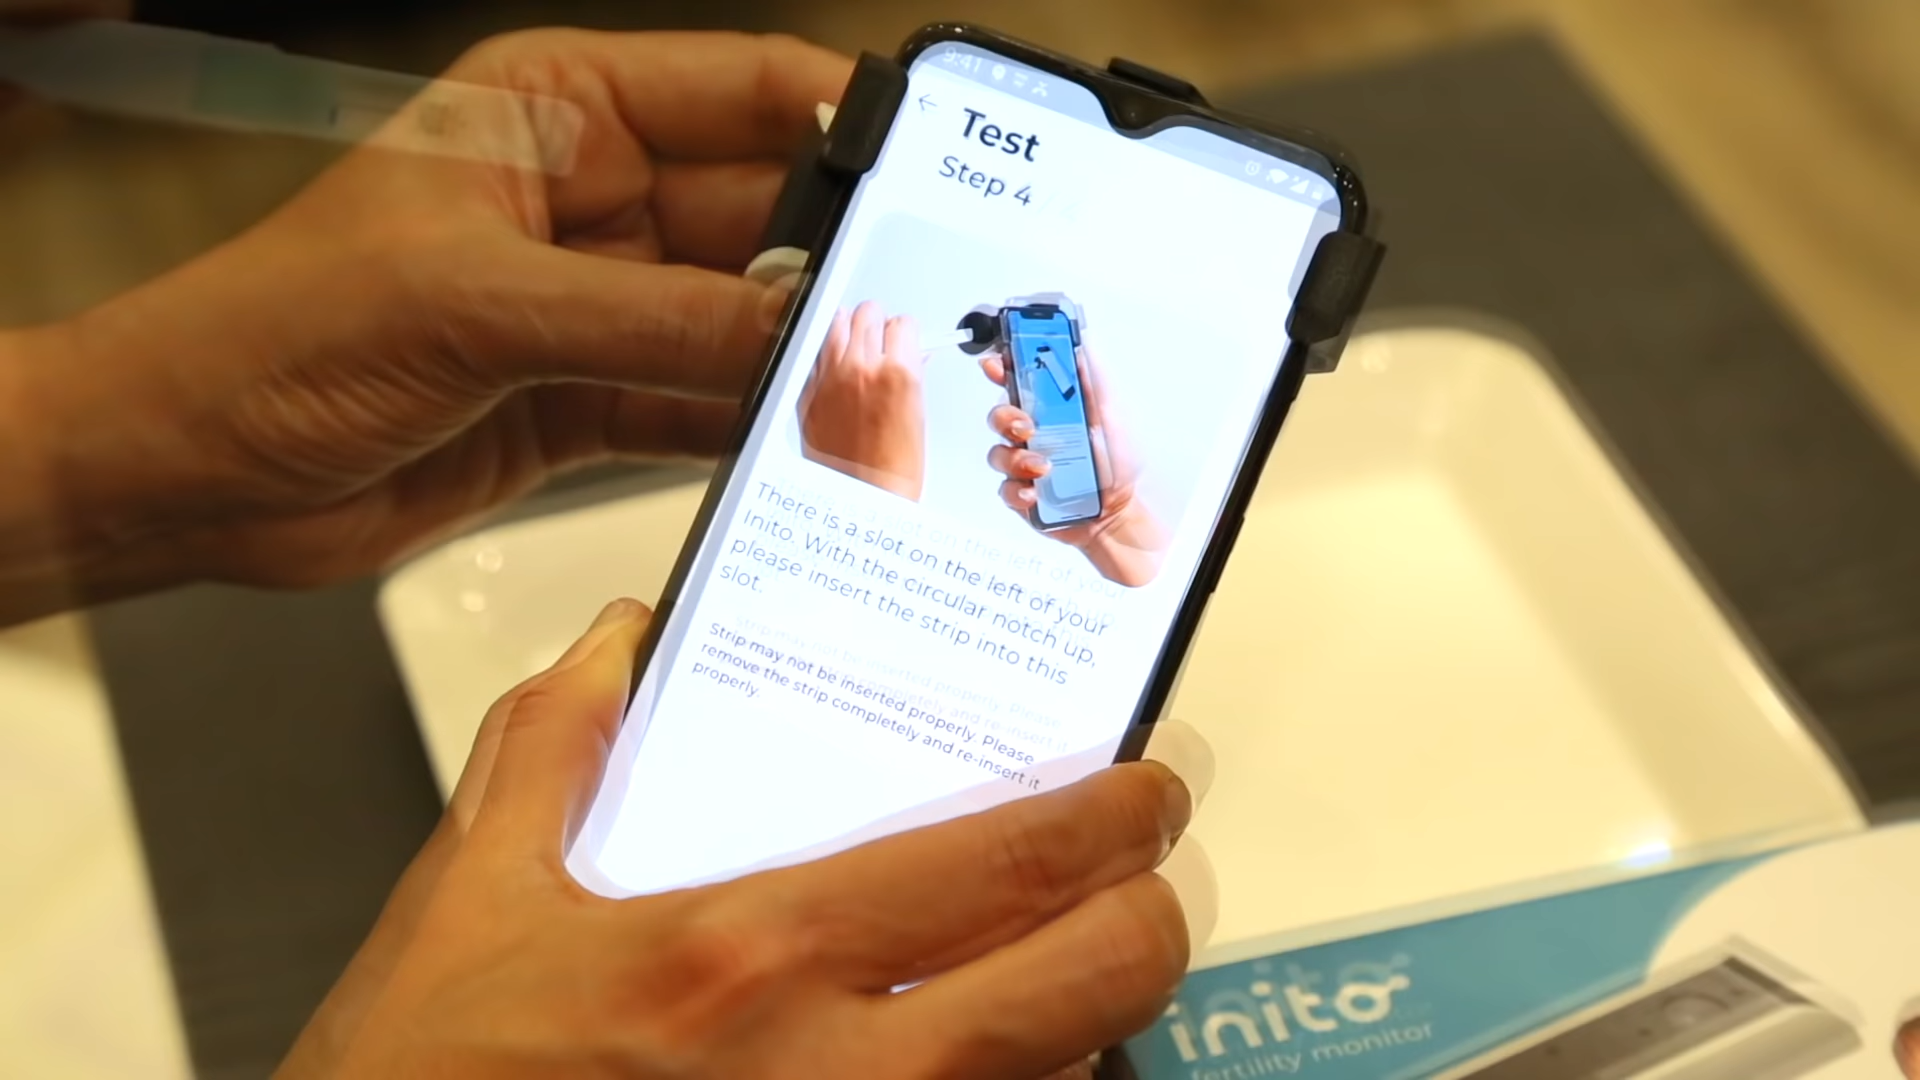 9:41
Test
Step 4
There is a slot on the left of your
Inito. With the circular notch up,
please insert the strip into this
slot.
Strip may not be inserted properly. Please
remove the strip completely and re-insert it
properly.
inito
fertility monitor